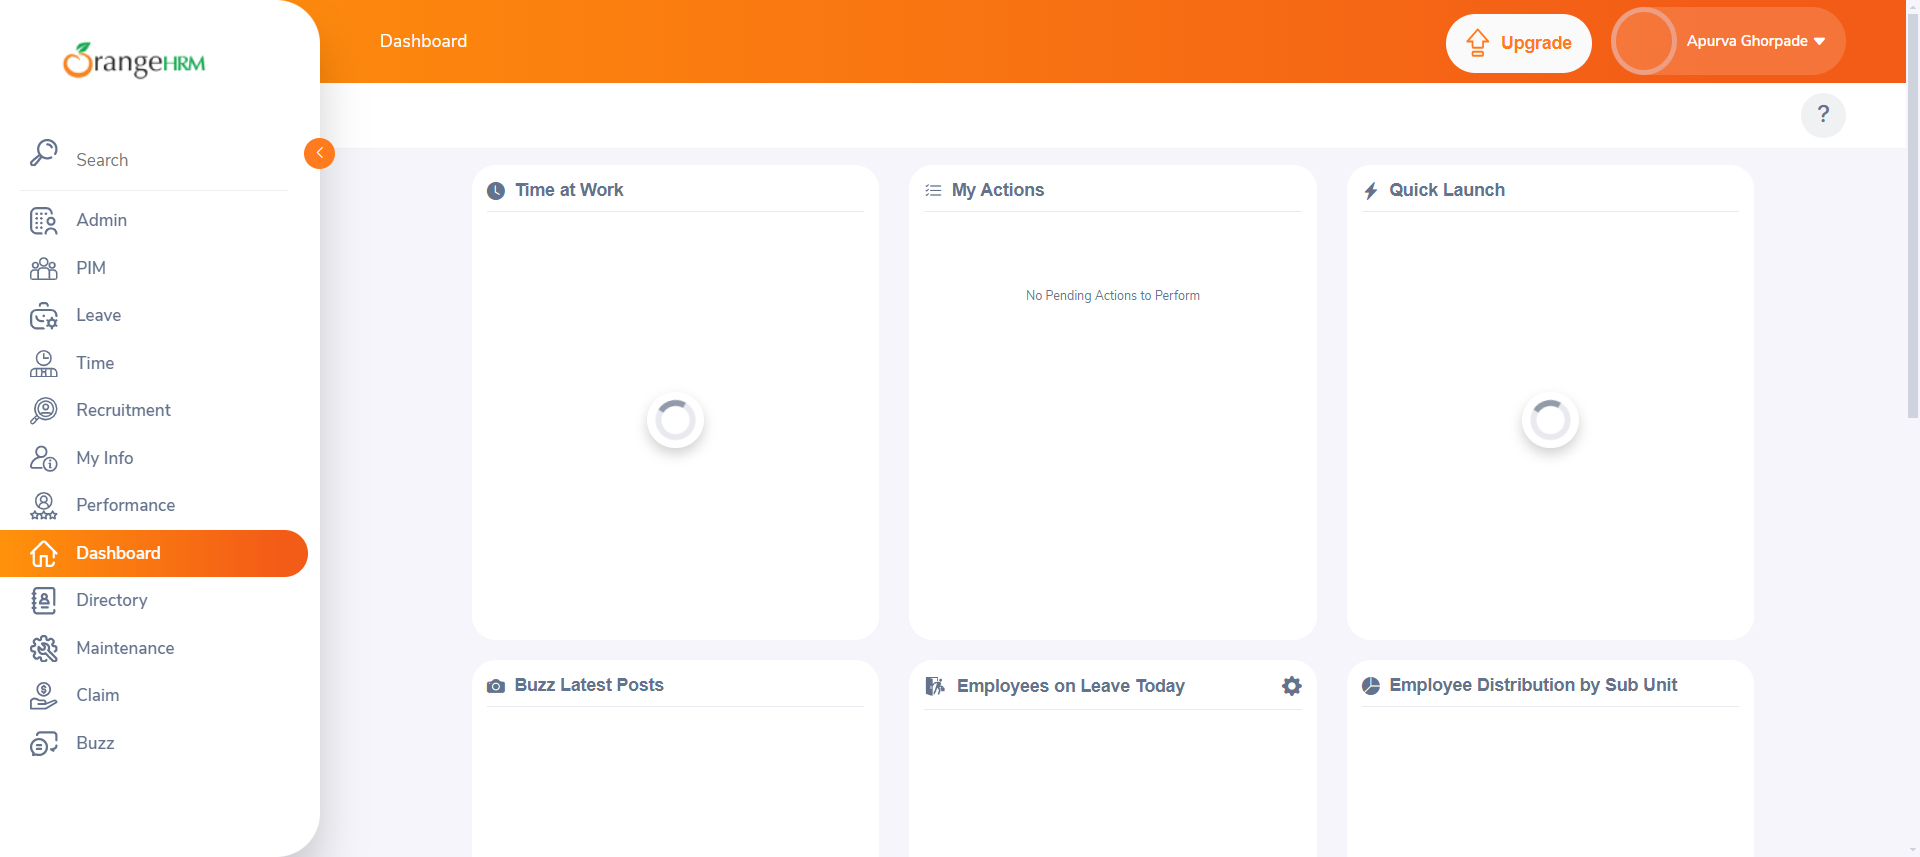 OrangeHRM
Search
Admin
PIM
Leave
Time
Recruitment
My Info
Performance
Dashboard
Directory
Maintenance
Claim
Buzz
Dashboard
Upgrade
Apurva Ghorpade
?
Time at Work
My Actions
No Pending Actions to Perform
Quick Launch
Buzz Latest Posts
Employees on Leave Today
Employee Distribution by Sub Unit